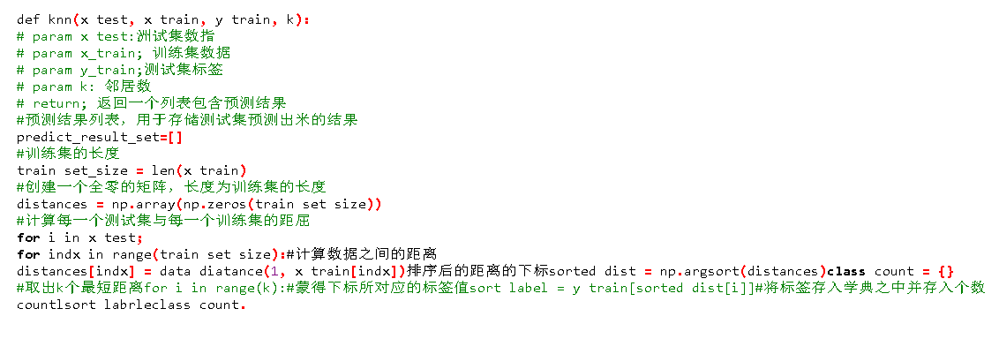 def knn(x test, x train, y train, k):
# param x test:洲试集数指
# param x_train; 训练集数据
# param y_train;测试集标签
# param k: 邻居数
# return; 返回一个列表包含预测结果
#预测结果列表，用于存储测试集预测出米的结果
predict_result_set=[]
#训练集的长度
train set_size = len(x train)
#创建一个全零的矩阵，长度为训练集的长度
distances = np.array(np.zeros(train set size))
#计算每一个测试集与每一个训练集的距屈
for i in x test;
for indx in range(train set size):#计算数据之间的距离
distances[indx] = data diatance(1, x train[indx])排序后的距离的下标sorted dist = np.argsort(distances)class count = {}
#取出k个最短距离for i in range(k):#蒙得下标所对应的标签值sort label = y train[sorted dist[i]]#将标签存入学典之中并存入个数
countlsort labrleclass count.